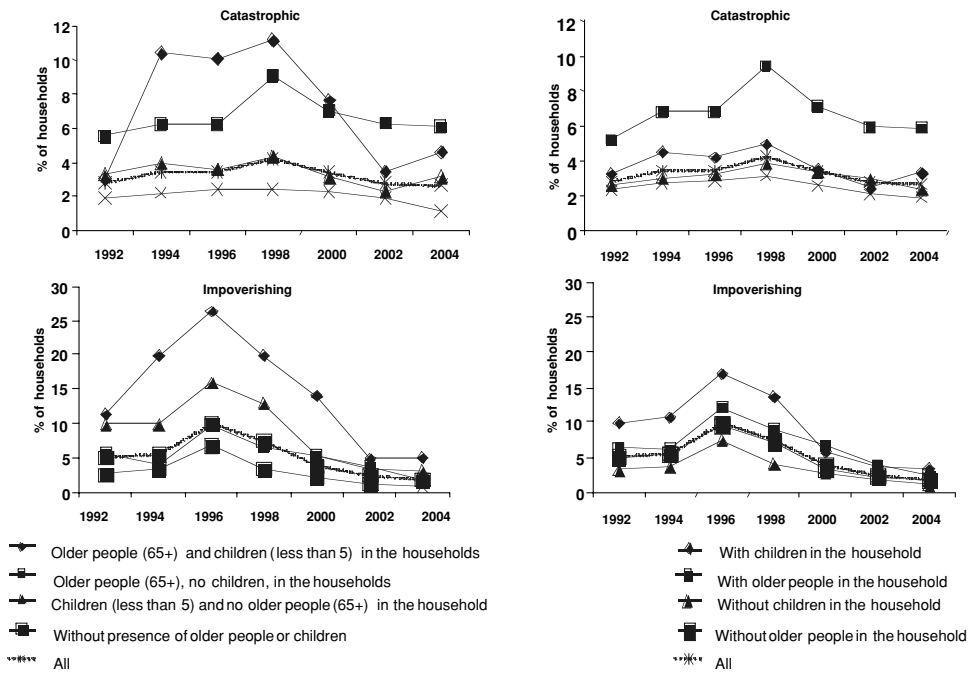 Catastrophic
% of households
12
10
8
6
4
2
0
1992 1994 1996 1998 2000 2002 2004
Catastrophic
% of households
12
10
8
6
4
2
0
1992 1994 1996 1998 2000 2002 2004
Impoverishing
% of households
30
25
20
15
10
5
0
1992 1994 1996 1998 2000 2002 2004
Impoverishing
% of households
30
25
20
15
10
5
0
1992 1994 1996 1998 2000 2002 2004
Older people (65+) and children (less than 5) in the households
Older people (65+), no children, in the households
Children (less than 5) and no older people (65+) in the household
Without presence of older people or children
All
With children in the household
With older people in the household
Without children in the household
Without older people in the household
All